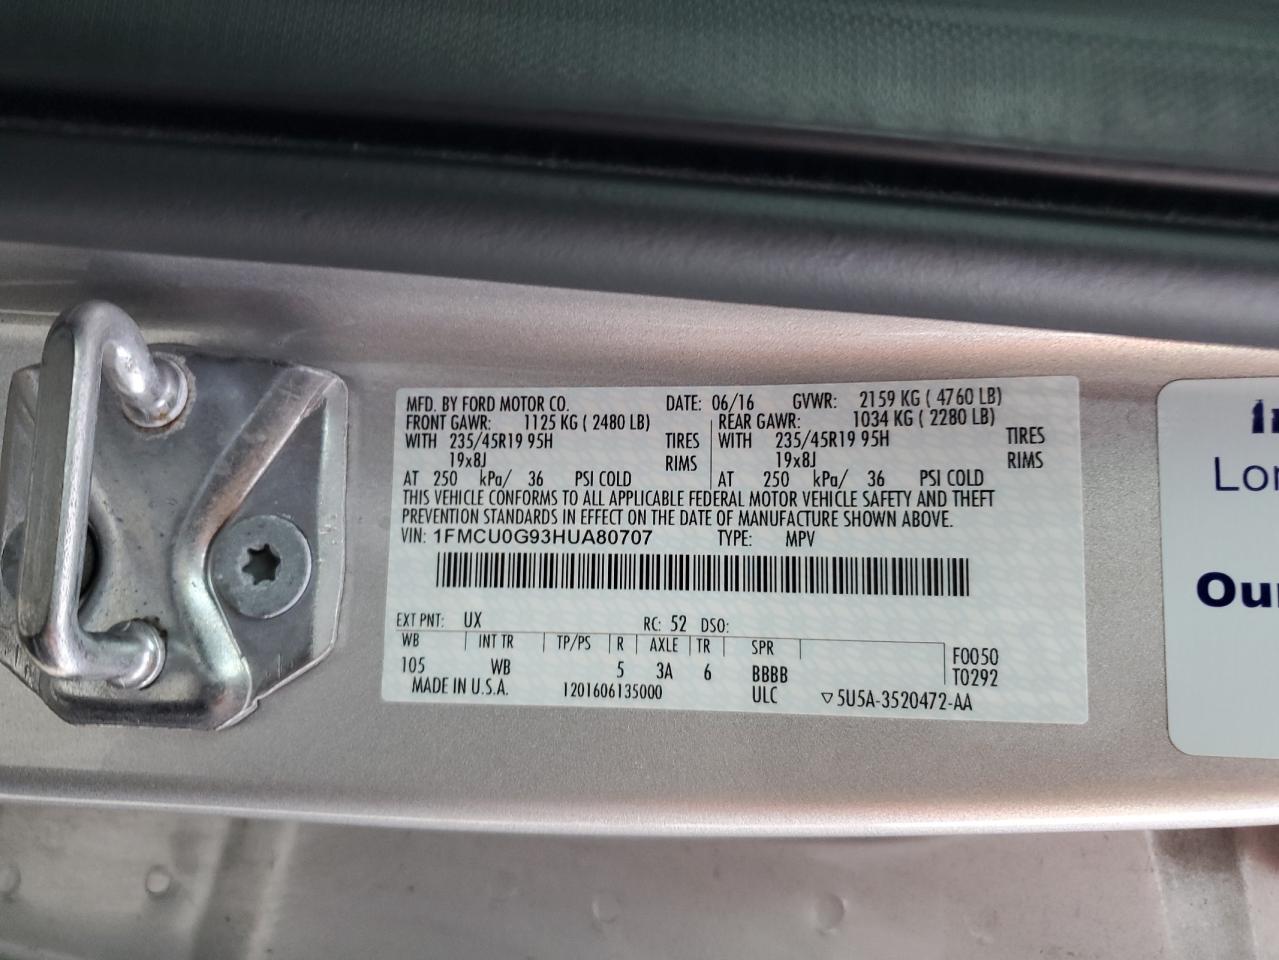 MFD. BY FORD MOTOR CO. DATE: 06/16 GVWR: 2159 KG ( 4760 LB)
FRONT GAWR: 1125 KG ( 2480 LB) REAR GAWR: 1034 KG ( 2280 LB)
WITH 235/45R19 95H TIRES WITH 235/45R19 95H TIRES
19x8J RIMS 19x8J RIMS
AT 250 kPa/ 36 PSI COLD AT 250 kPa/ 36 PSI COLD
THIS VEHICLE CONFORMS TO ALL APPLICABLE FEDERAL MOTOR VEHICLE SAFETY AND THEFT
PREVENTION STANDARDS IN EFFECT ON THE DATE OF MANUFACTURE SHOWN ABOVE.
VIN: 1FMCU0G93HUA80707 TYPE: MPV
EXT PNT: UX RC: 52 DSO:
WB INT TR TP/PS R AXLE TR SPR
105 WB 5 3A 6 BBBB F0050
T0292
MADE IN U.S.A. 1201606135000 ULC ▽5U5A-3520472-AA
Lor
Our